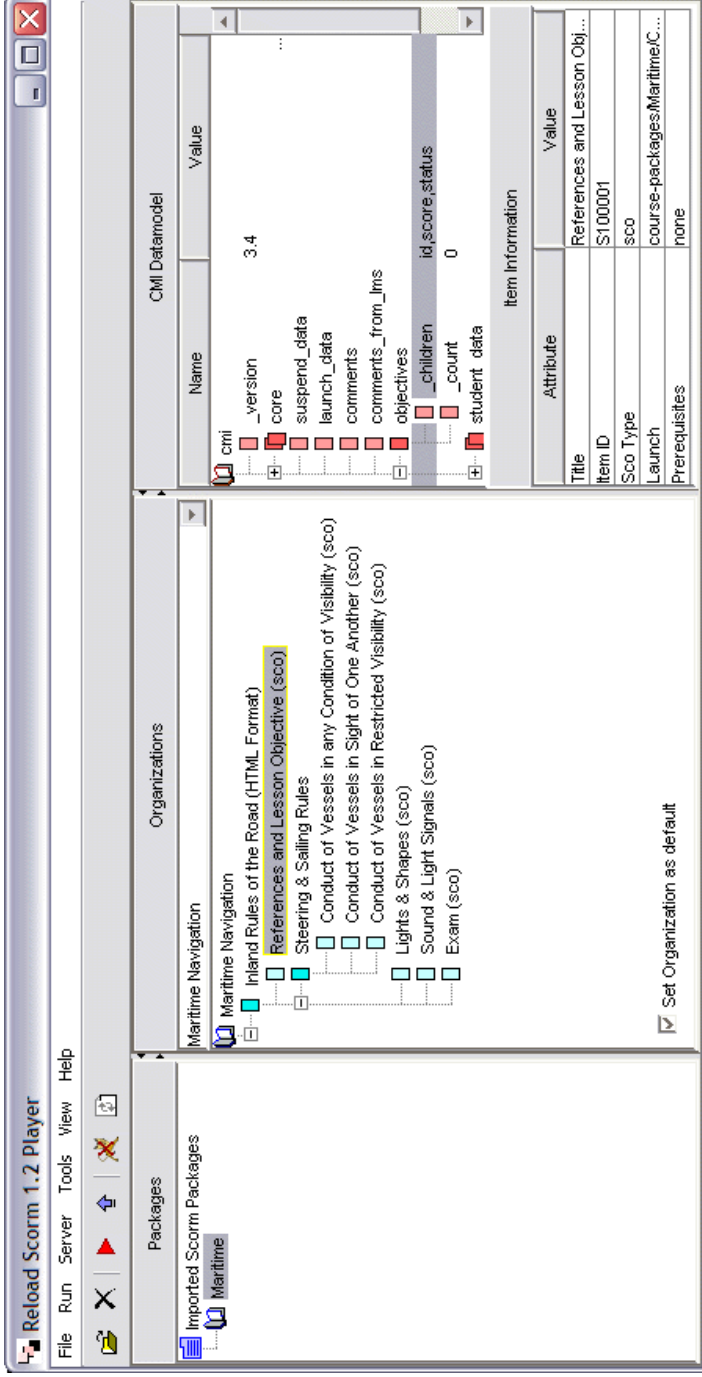 Reload Scorm 1.2 Player
File Run Server Tools View Help
Packages
Imported Scorm Packages
Maritime
Organizations
Maritime Navigation
Maritime Navigation
Inland Rules of the Road (HTML Format)
References and Lesson Objective (sco)
Steering & Sailing Rules
Conduct of Vessels in any Condition of Visibility (sco)
Conduct of Vessels in Sight of One Another (sco)
Conduct of Vessels in Restricted Visibility (sco)
Lights & Shapes (sco)
Sound & Light Signals (sco)
Exam (sco)
Set Organization as default
CMI Datamodel
Name Value
cmi
_version 3.4
core
suspend_data ...
launch_data
comments
comments_from_lms
objectives
_children id,score,status
_count 0
student_data
Item Information
Attribute Value
Title References and Lesson Obj...
Item ID S100001
Sco Type sco
Launch course-packages/Maritime/C...
Prerequisites none